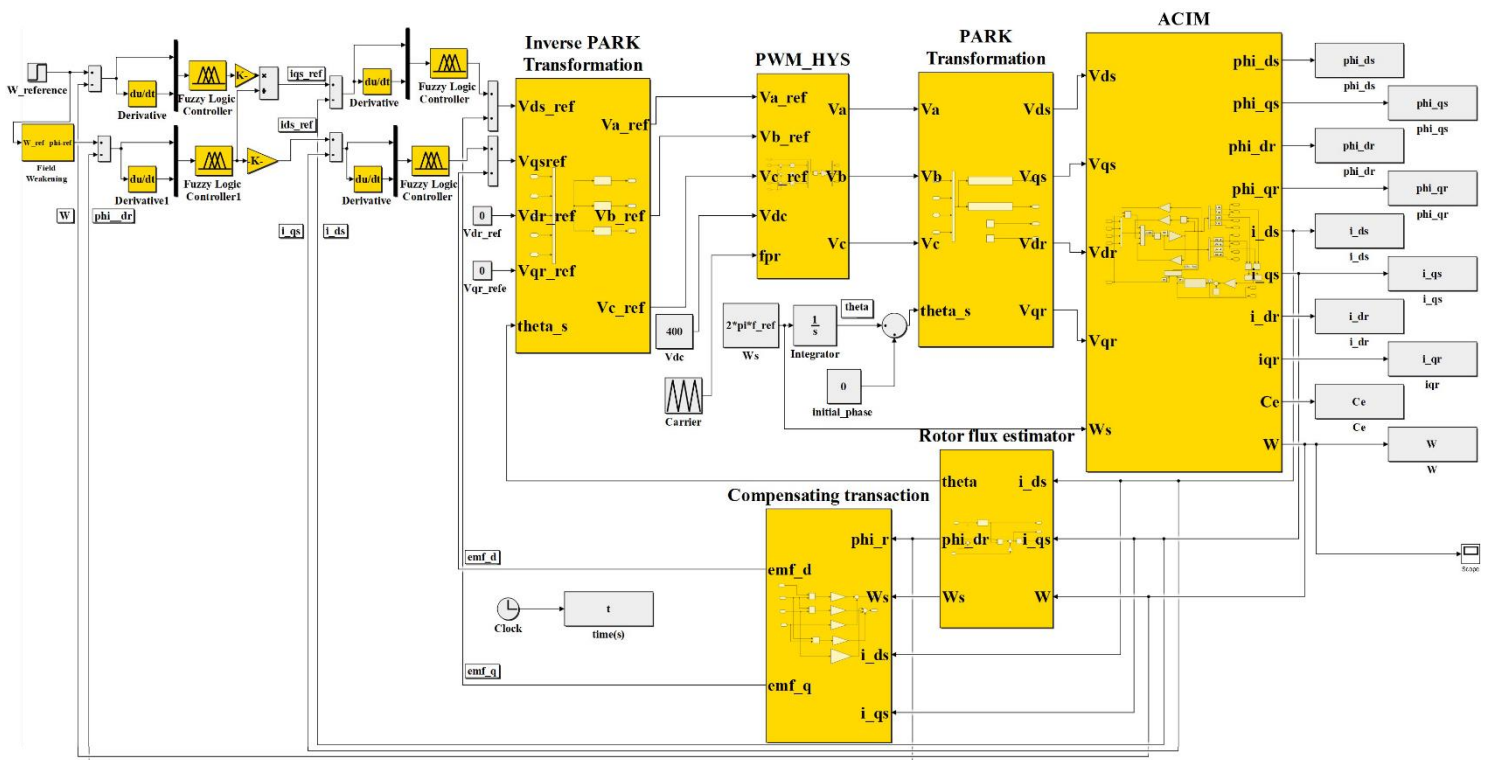 W_reference
du/dt
Derivative
Fuzzy Logic
Controller
K-
iqs_ref
du/dt
Derivative
Fuzzy Logic
Controller
W_ref phi-ref
Field
Weakening
du/dt
Derivative1
Fuzzy Logic
Controller1
-K-
ids_ref
du/dt
Derivative
Fuzzy Logic
Controller
W
phi__dr
i_qs
i_ds
Inverse PARK
Transformation
Vds_ref
Vqsref
Vdr_ref
Vqr_ref
theta_s
Va_ref
Vb_ref
Vc_ref
0
Vdr_ref
0
Vqr_refe
PWM_HYS
Va_ref
Vb_ref
Vc_ref
Vdc
fpr
Va
Vb
Vc
400
Vdc
Carrier
2*pi*f_ref
Ws
1
s
Integrator
theta
0
initial_phase
PARK
Transformation
Va
Vb
Vc
theta_s
Vds
Vqs
Vdr
Vqr
ACIM
Vds
Vqs
Vdr
Vqr
Ws
phi_ds
phi_qs
phi_dr
phi_qr
i_ds
i_qs
i_dr
iqr
Ce
W
phi_ds
phi_ds
phi_qs
phi_qs
phi_dr
phi_dr
phi_qr
phi_qr
i_ds
i_ds
i_qs
i_qs
i_dr
i_dr
i_qr
iqr
Ce
Ce
W
W
Scope
Rotor flux estimator
theta
phi_dr
Ws
i_ds
i_qs
W
Compensating transaction
emf_d
emf_q
phi_r
Ws
i_ds
i_qs
emf_d
emf_q
Clock
t
time(s)